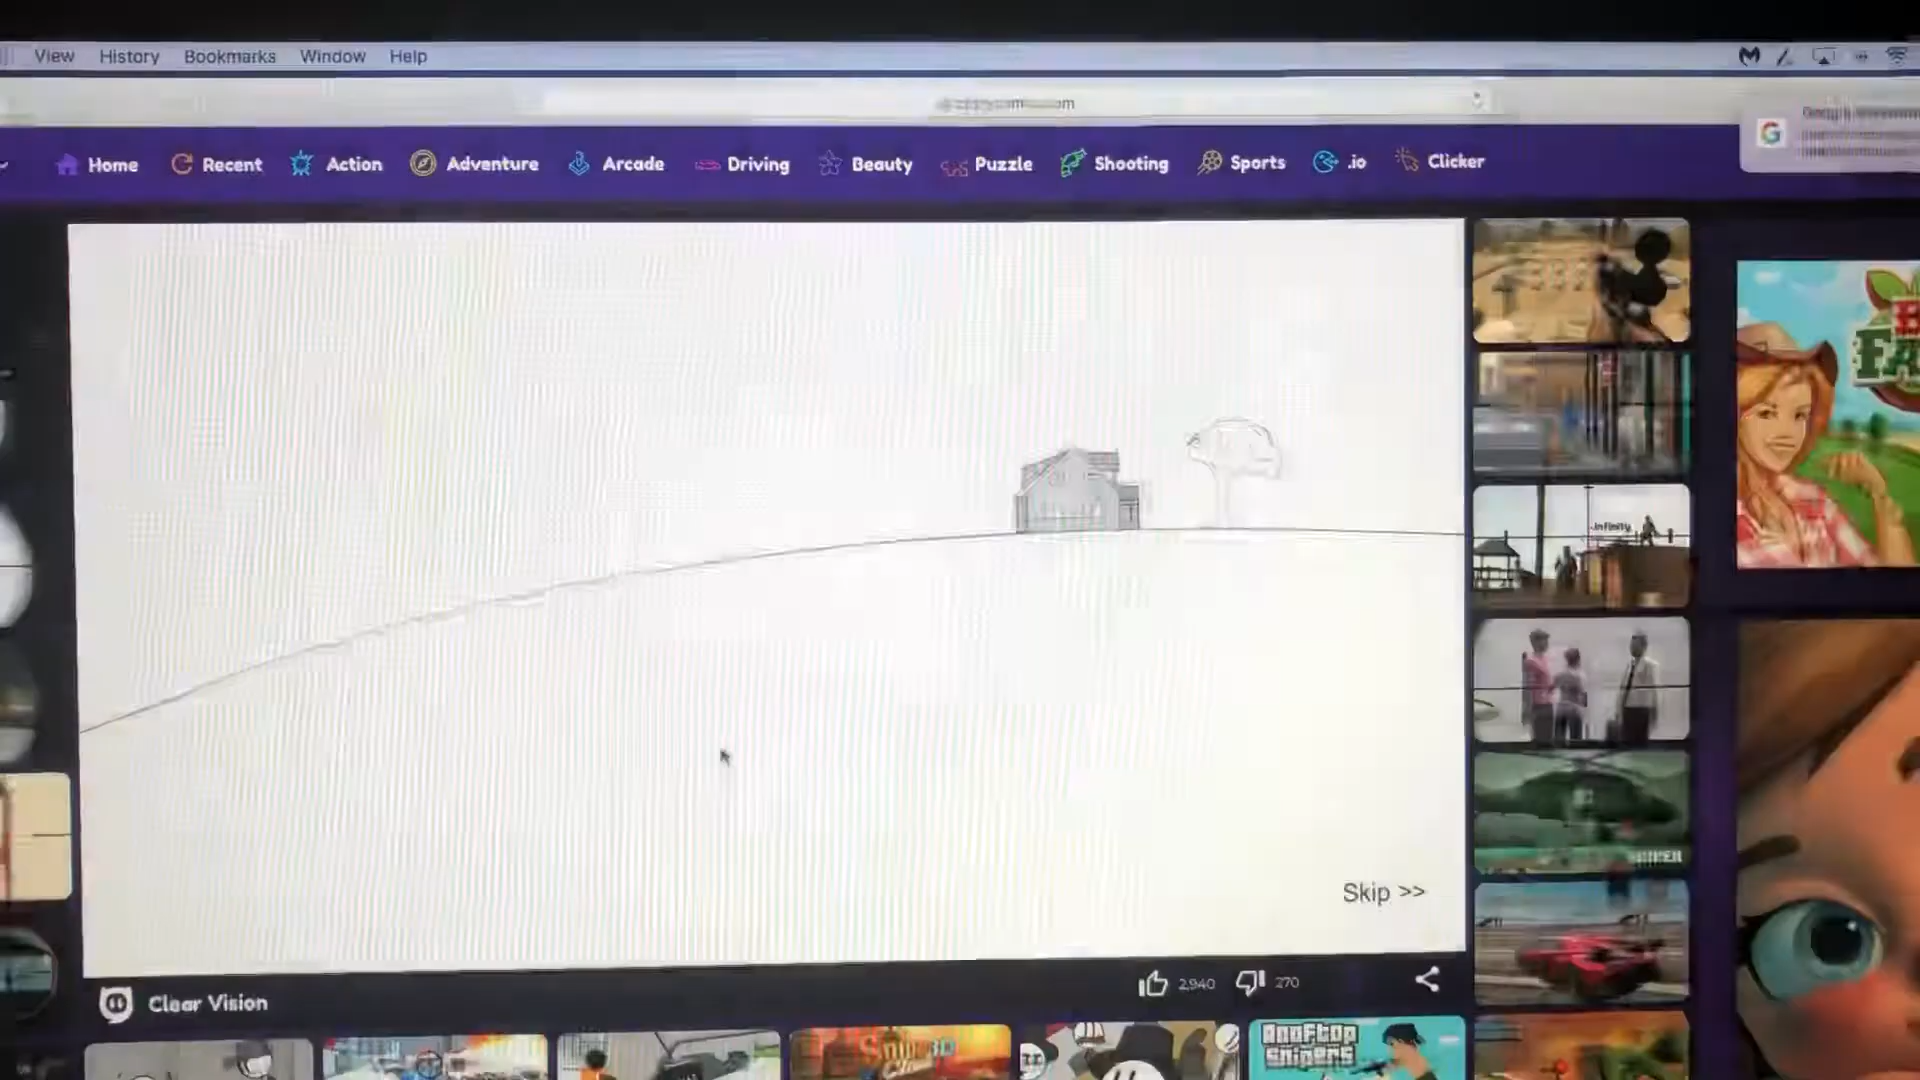 View History Bookmarks Window Help
Home Recent Action Adventure Arcade Driving Beauty Puzzle Shooting Sports .io Clicker
infinity
Skip >>
2,940 270
Clear Vision
ROOFTOP
SNIPERS